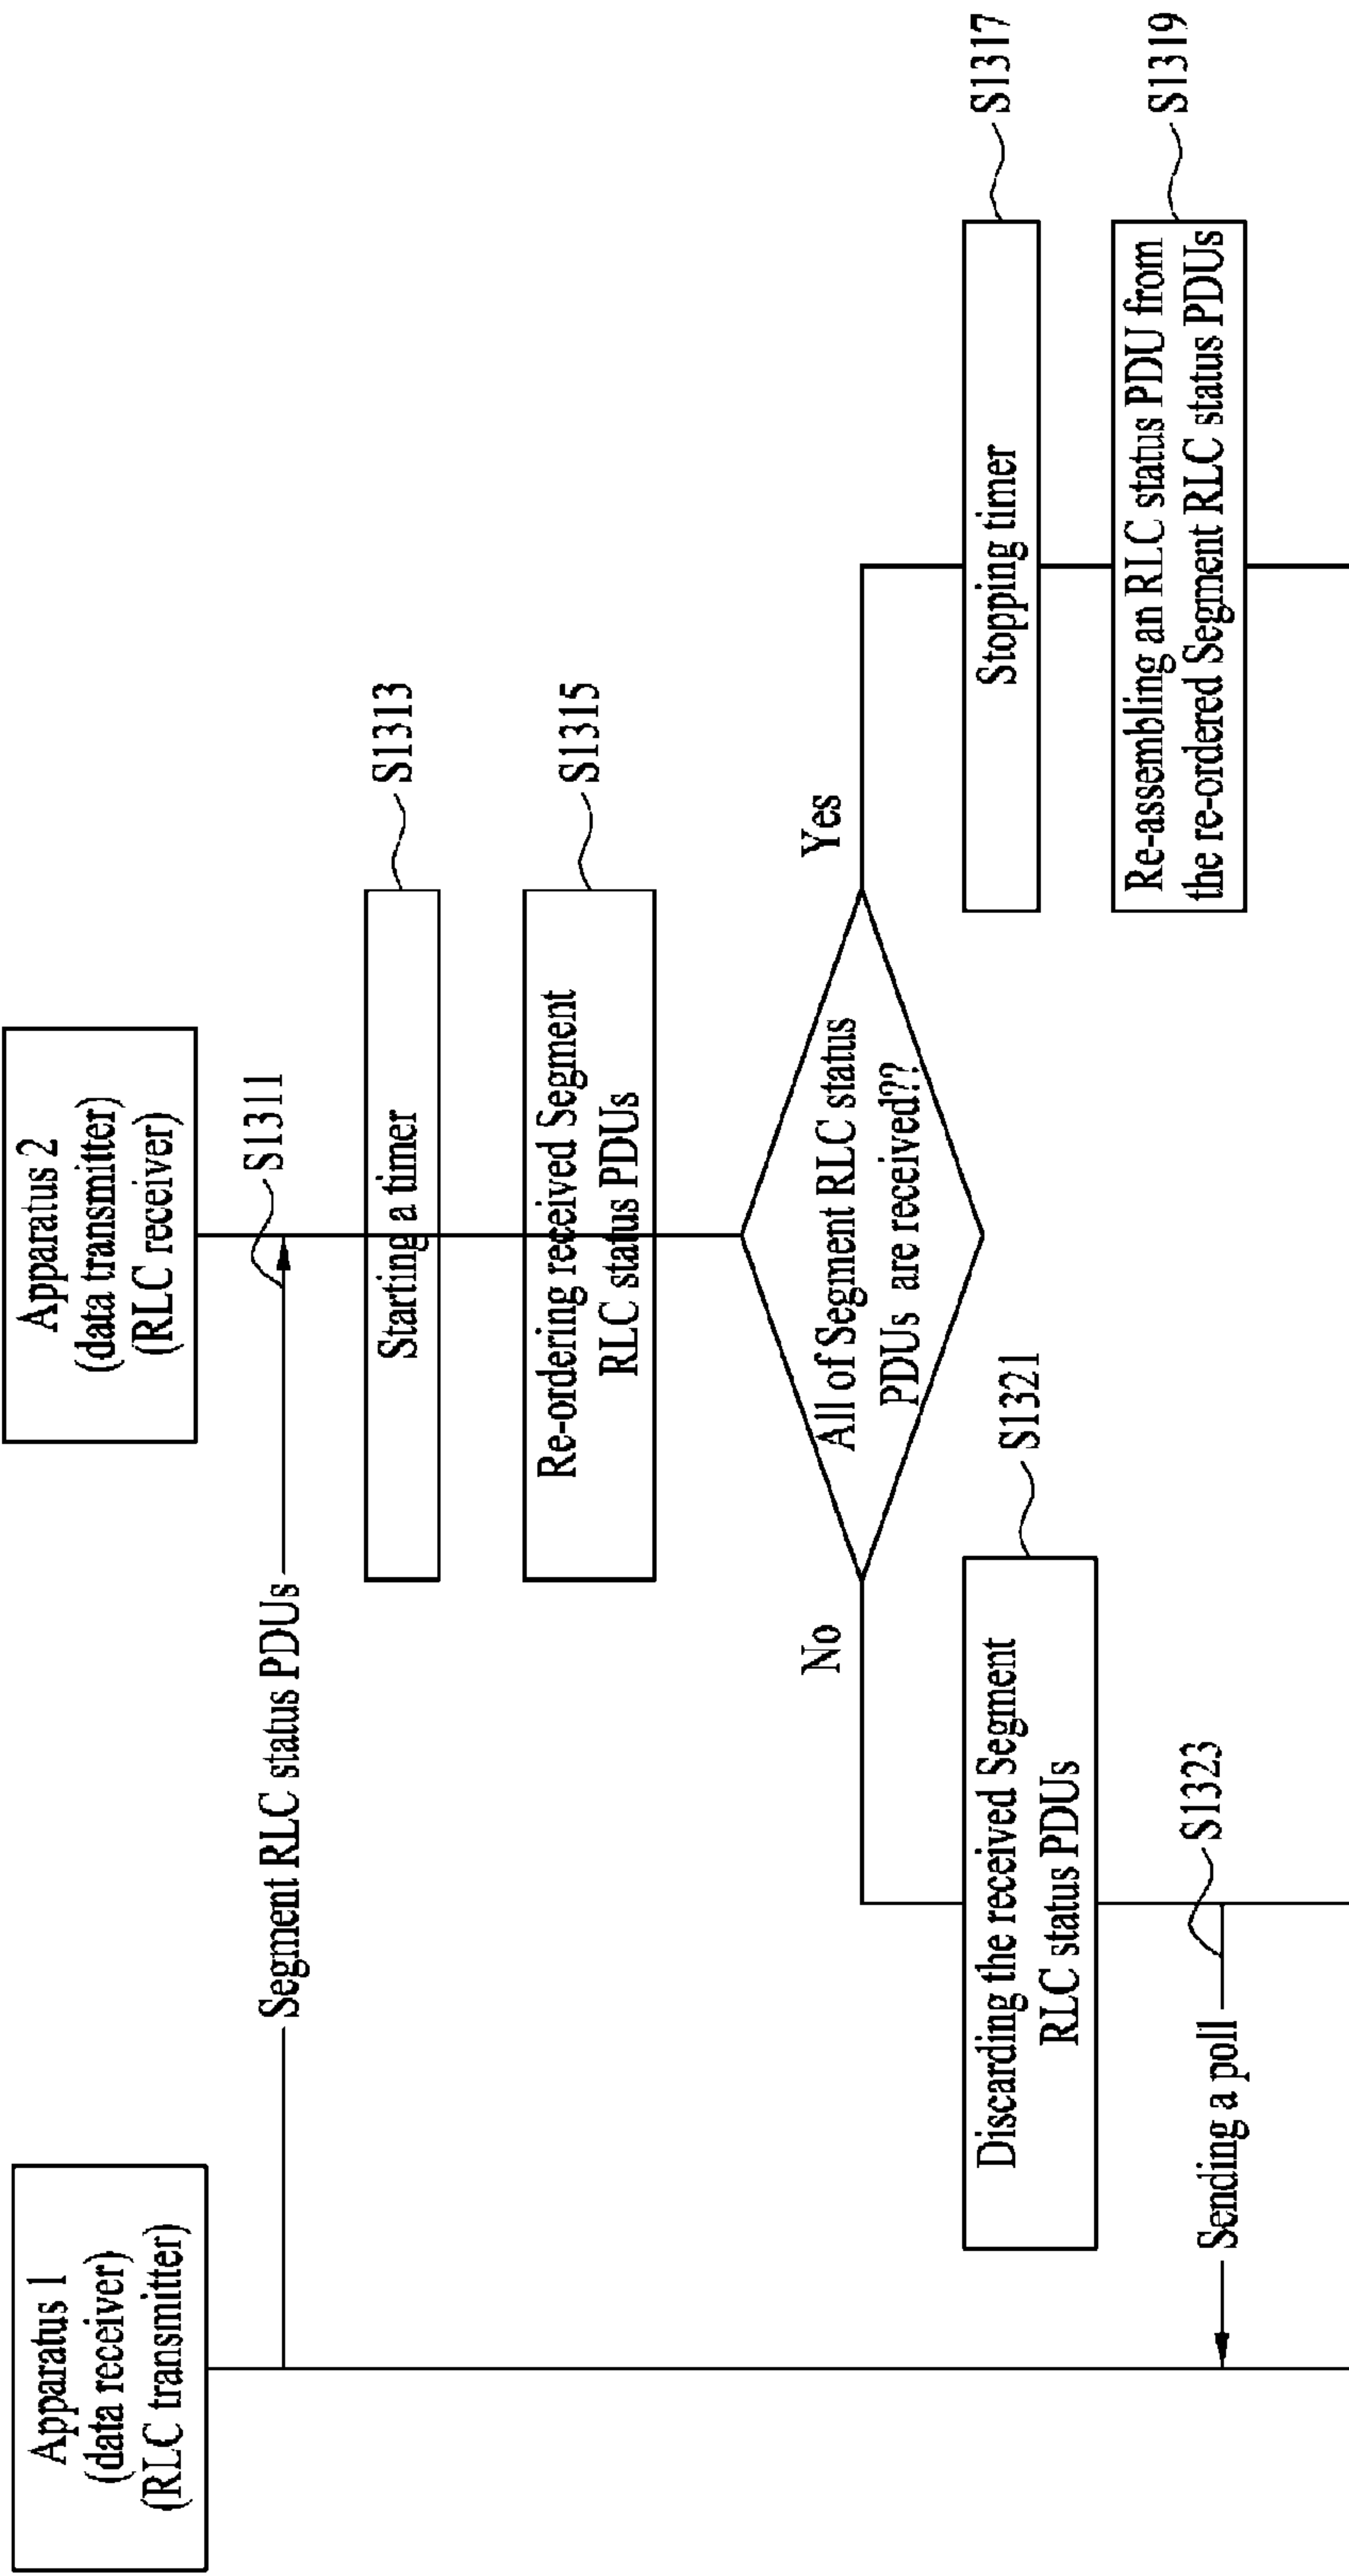 Apparatus 1
(data receiver)
(RLC transmitter)
Apparatus 2
(data transmitter)
(RLC receiver)
S1311
Segment RLC status PDUs
Starting a timer
S1313
Re-ordering received Segment
RLC status PDUs
S1315
All of Segment RLC status
PDUs are received??
No
Yes
Discarding the received Segment
RLC status PDUs
S1321
Stopping timer
S1317
Sending a poll
S1323
Re-assembling an RLC status PDU from
the re-ordered Segment RLC status PDUs
S1319